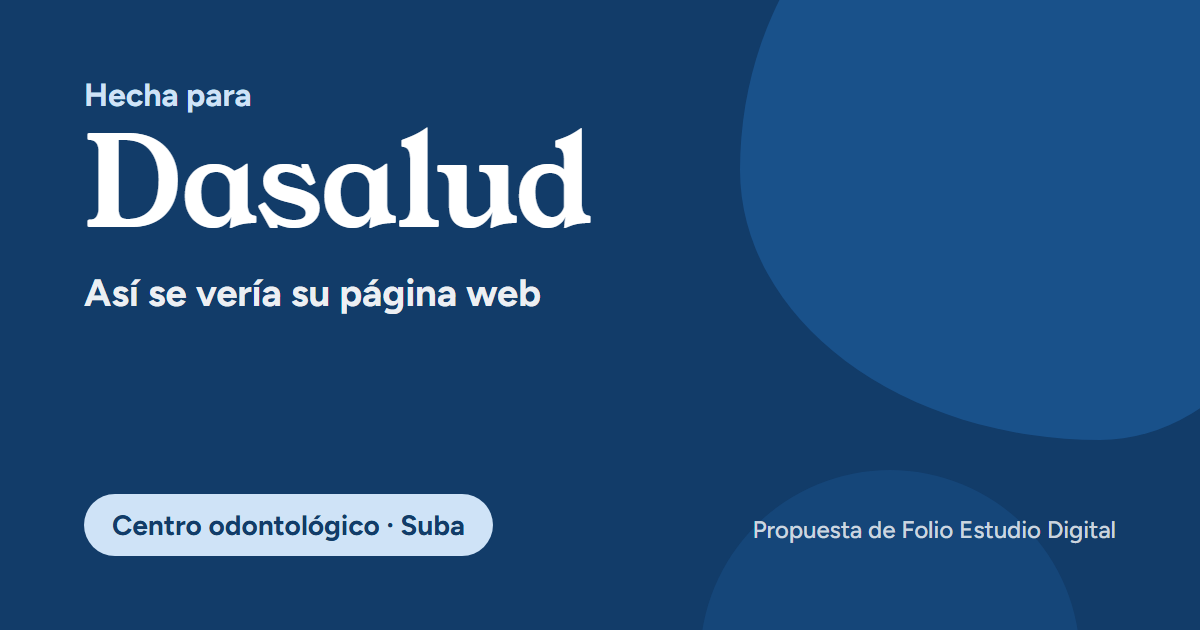 Hecha para
Dasalud
Así se vería su página web
Centro odontológico · Suba
Propuesta de Folio Estudio Digital